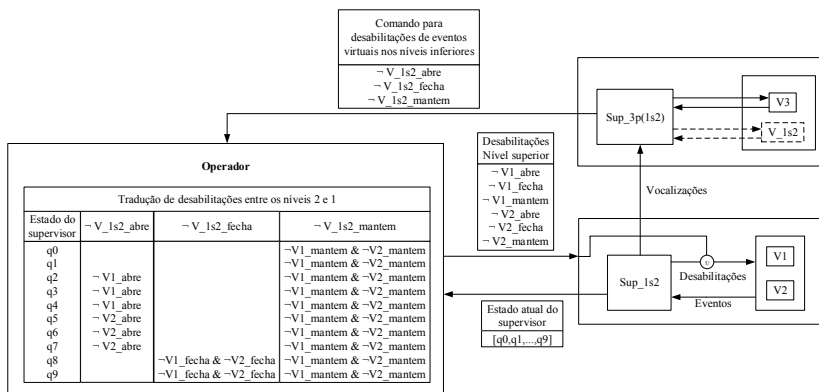 Comando para
desabilitações de eventos
virtuais nos níveis inferiores
¬ V_1s2_abre
¬ V_1s2_fecha
¬ V_1s2_mantem
Sup_3p(1s2)
V3
V_1s2
Operador
Tradução de desabilitações entre os níveis 2 e 1
Estado do
supervisor
¬ V_1s2_abre
¬ V_1s2_fecha
¬ V_1s2_mantem
q0 ¬V1_mantem & ¬V2_mantem
q1 ¬V1_mantem & ¬V2_mantem
q2 ¬ V1_abre ¬V1_mantem & ¬V2_mantem
q3 ¬ V1_abre ¬V1_mantem & ¬V2_mantem
q4 ¬ V1_abre ¬V1_mantem & ¬V2_mantem
q5 ¬ V2_abre ¬V1_mantem & ¬V2_mantem
q6 ¬ V2_abre ¬V1_mantem & ¬V2_mantem
q7 ¬ V2_abre ¬V1_mantem & ¬V2_mantem
q8 ¬V1_fecha & ¬V2_fecha ¬V1_mantem & ¬V2_mantem
q9 ¬V1_fecha & ¬V2_fecha ¬V1_mantem & ¬V2_mantem
Desabilitações
Nível superior
¬ V1_abre
¬ V1_fecha
¬ V1_mantem
¬ V2_abre
¬ V2_fecha
¬ V2_mantem
Vocalizações
Sup_1s2
U
Desabilitações
Eventos
V1
V2
Estado atual do
supervisor
[q0,q1,...,q9]